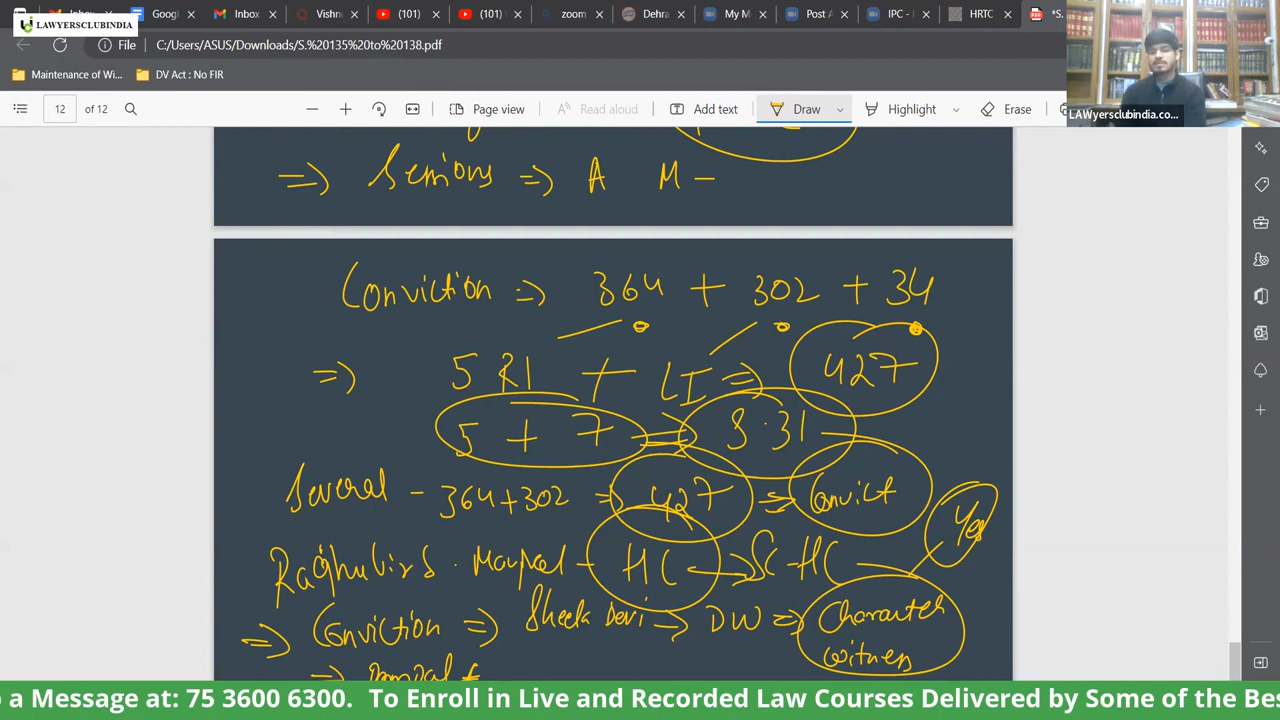 LAWYERSCLUBINDIA
Inbox
Googl
Inbox
Vishn
(101)
(101)
Dehra
My M
Post
IPC -
HRTC
*S.
File
C:/Users/ASUS/Downloads/S.%20135%20to%20138.pdf
Maintenance of Wi...
DV Act : No FIR
12 of 12
Page view
Read aloud
Add text
Draw
Highlight
Erase
LAWyersclubindia.co...
=> Serious => A M -
Conviction => 364 + 302 + 34
=> 5 RI + LI => 427
5 + 7 => S.31
Several - 364+302 => 427 => Convict
Raghubir S. - HC -> SC-HC Yes
=> Conviction => Sheela Devi -> DW => Character
witness
o a Message at: 75 3600 6300. To Enroll in Live and Recorded Law Courses Delivered by Some of the Bes